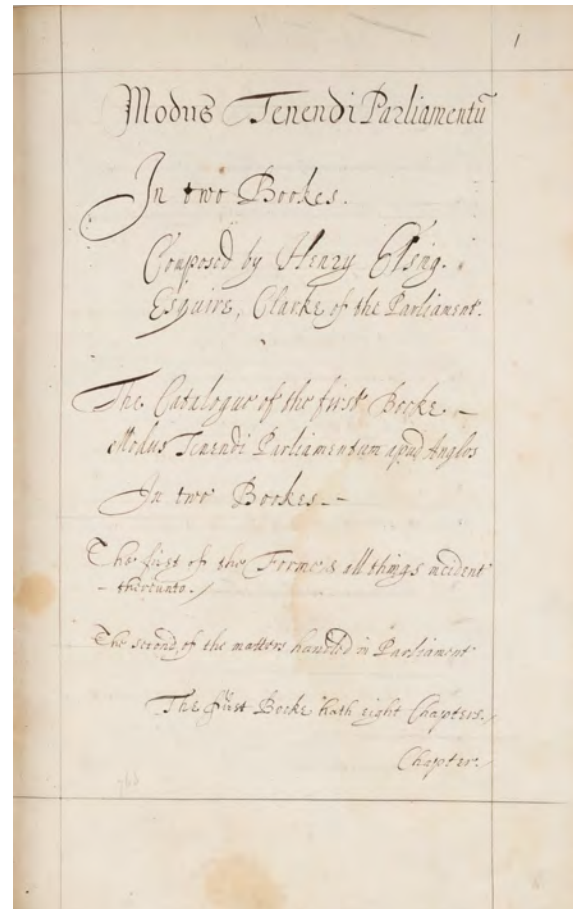 1
Modus Tenendi Parliamentū
In two Bookes.
Composed by Henry Elsing.
Esquire, Clarke of the Parliament.
The Catalogue of the first Booke –
Modus Tenendi Parliamentum apud Anglos
In two Bookes –
The first of the Forme & all things incident
– thereunto. /
The second, of the matters handled in Parliament
The first Booke hath eight Chapters. /
Chapter. /